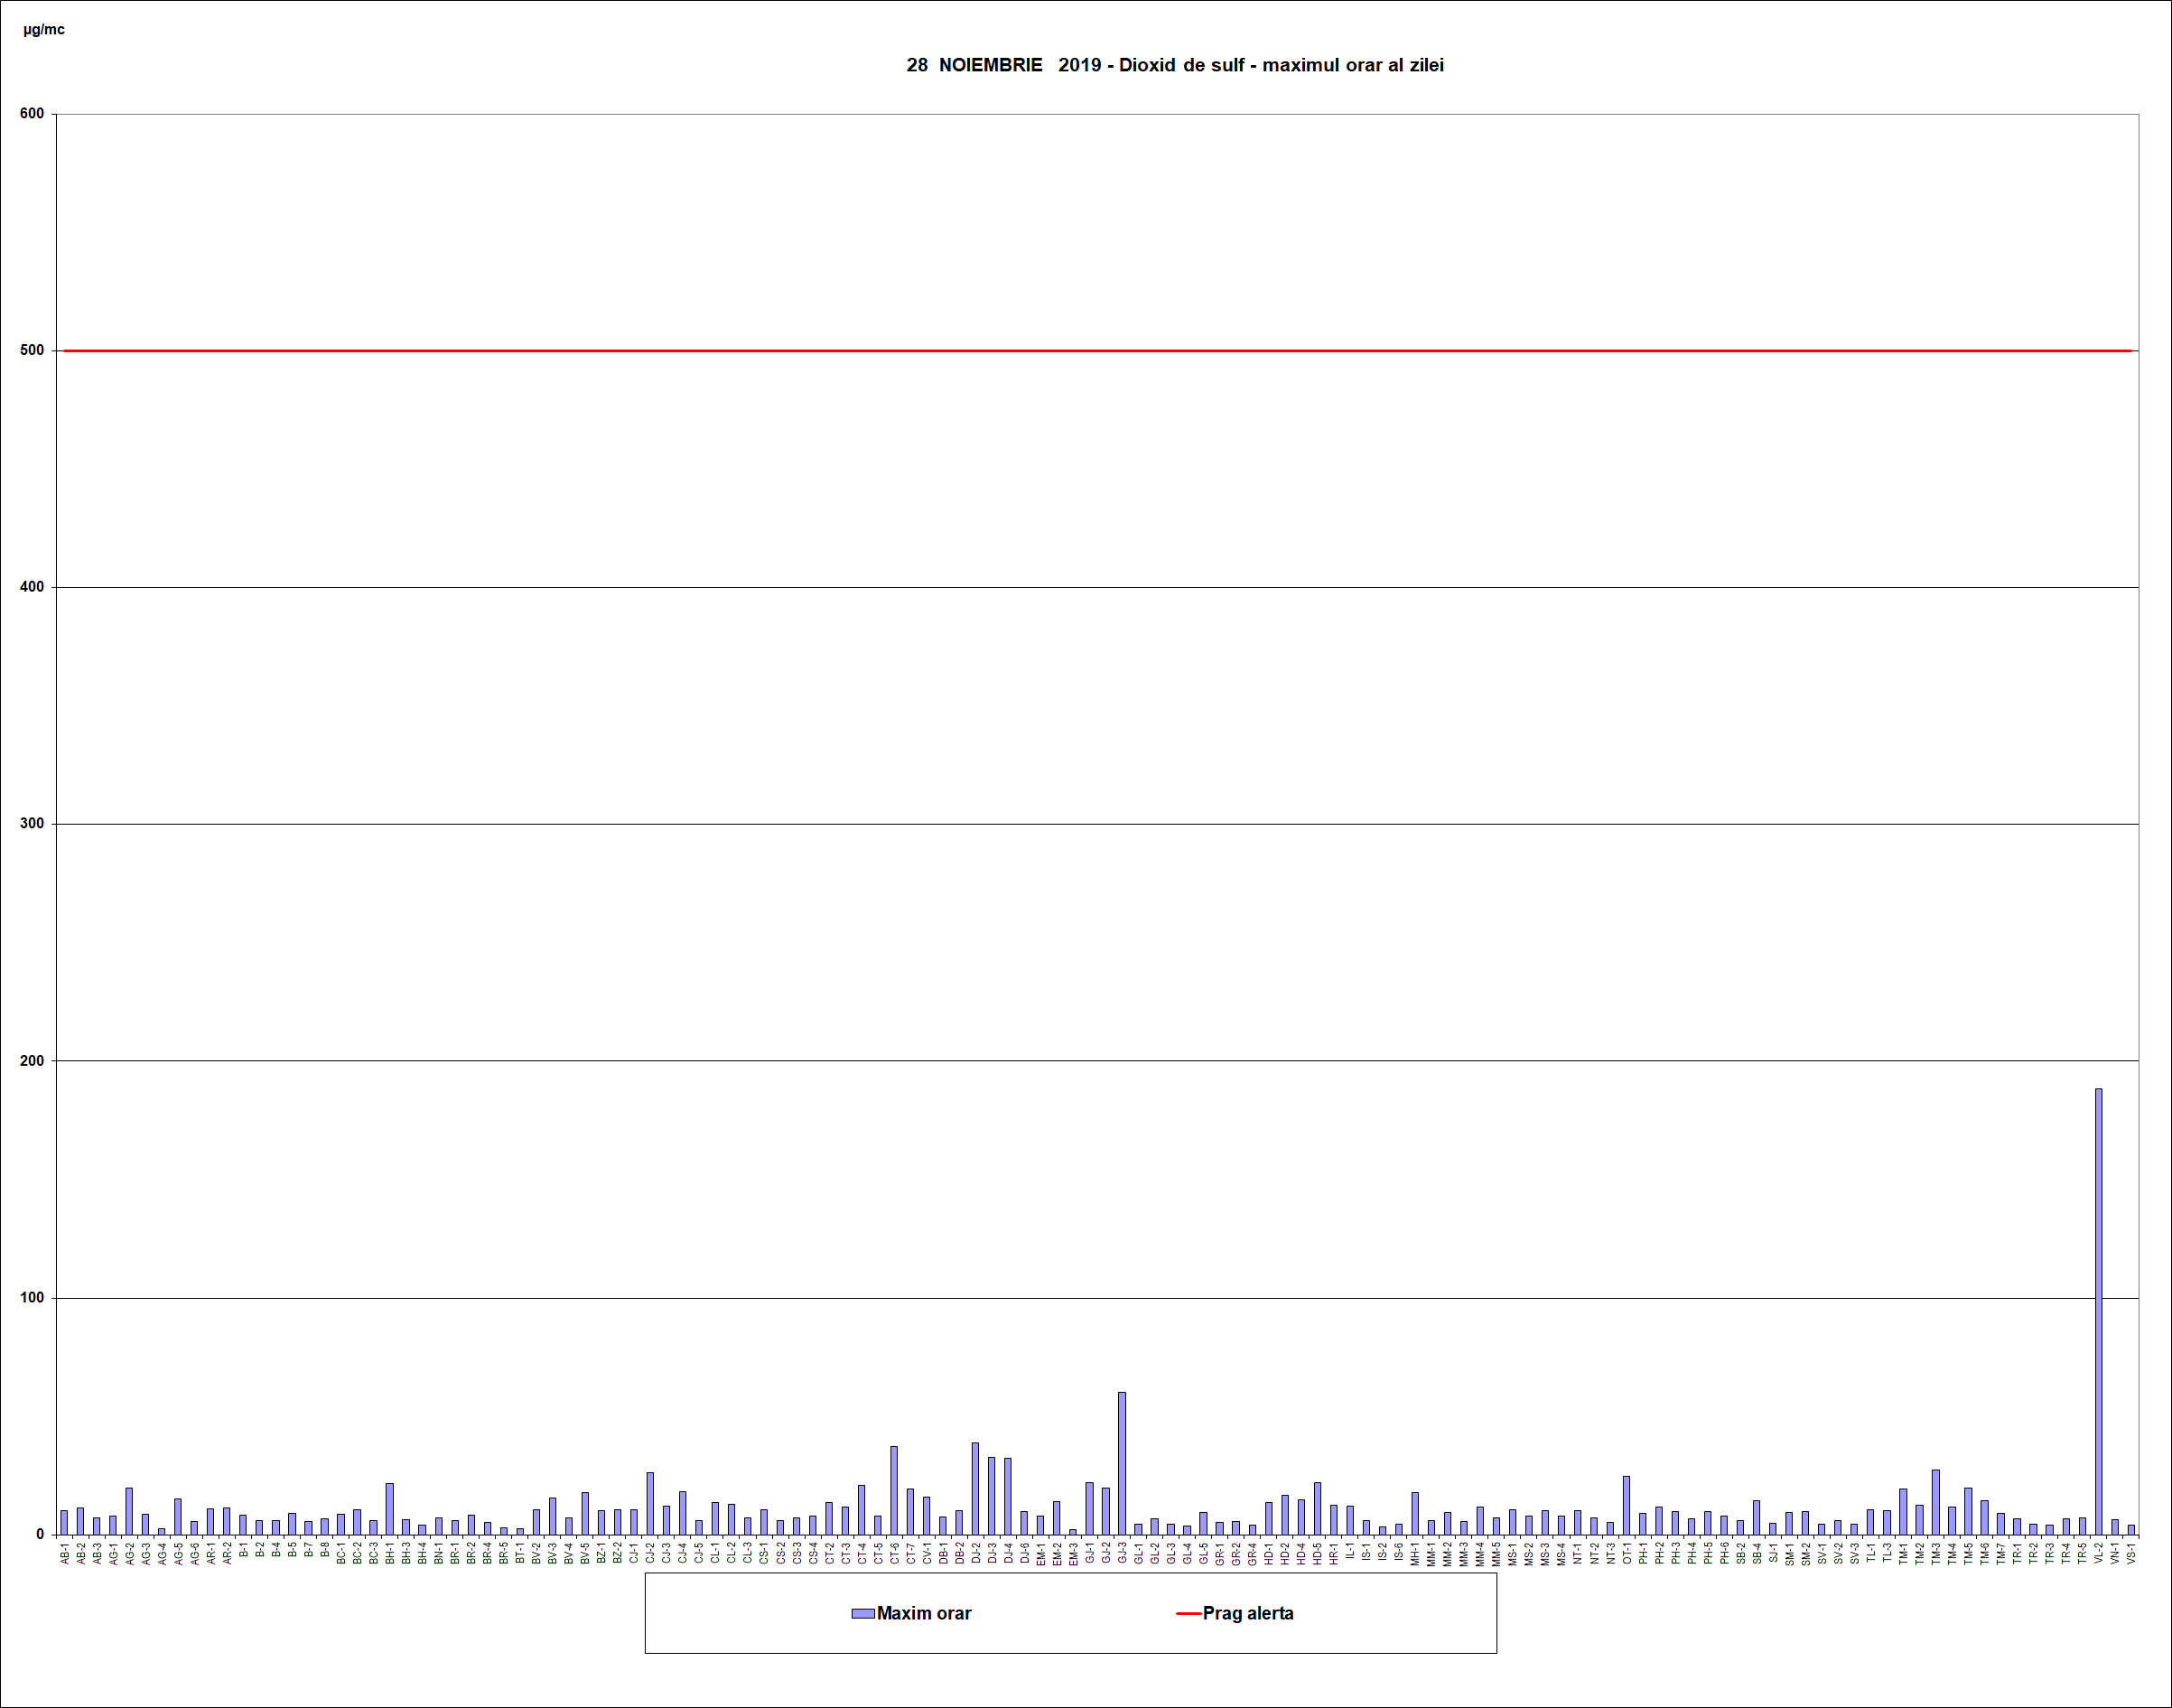 µg/mc
28 NOIEMBRIE 2019 - Dioxid de sulf - maximul orar al zilei
600
500
400
300
200
100
0
AB-1 AB-2 AB-3 AG-1 AG-2 AG-3 AG-4 AG-5 AG-6 AR-1 AR-2 B-1 B-2 B-4 B-5 B-7 B-8 BC-1 BC-2 BC-3 BH-1 BH-3 BH-4 BN-1 BR-1 BR-2 BR-4 BR-5 BT-1 BV-2 BV-3 BV-4 BV-5 BZ-1 BZ-2 CJ-1 CJ-2 CJ-3 CJ-4 CJ-5 CL-1 CL-2 CL-3 CS-1 CS-2 CS-3 CS-4 CT-2 CT-3 CT-4 CT-5 CT-6 CT-7 CV-1 DB-1 DB-2 DJ-2 DJ-3 DJ-4 DJ-6 EM-1 EM-2 EM-3 GJ-1 GJ-2 GJ-3 GL-1 GL-2 GL-3 GL-4 GL-5 GR-1 GR-2 GR-4 HD-1 HD-2 HD-4 HD-5 HR-1 IL-1 IS-1 IS-2 IS-6 MH-1 MM-1 MM-2 MM-3 MM-4 MM-5 MS-1 MS-2 MS-3 MS-4 NT-1 NT-2 NT-3 OT-1 PH-1 PH-2 PH-3 PH-4 PH-5 PH-6 SB-2 SB-4 SJ-1 SM-1 SM-2 SV-1 SV-2 SV-3 TL-1 TL-3 TM-1 TM-2 TM-3 TM-4 TM-5 TM-6 TM-7 TR-1 TR-2 TR-3 TR-4 TR-5 VL-2 VN-1 VS-1
Maxim orar Prag alerta